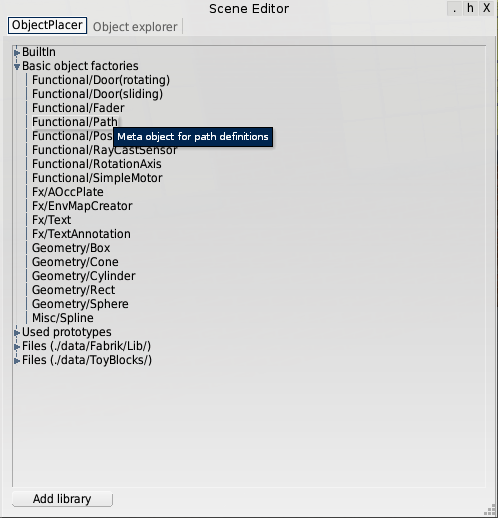 Scene Editor
. h X
ObjectPlacer Object explorer
BuiltIn
Basic object factories
Functional/Door(rotating)
Functional/Door(sliding)
Functional/Fader
Functional/Path
Functional/Pos
Meta object for path definitions
Functional/RayCastSensor
Functional/RotationAxis
Functional/SimpleMotor
Fx/AOccPlate
Fx/EnvMapCreator
Fx/Text
Fx/TextAnnotation
Geometry/Box
Geometry/Cone
Geometry/Cylinder
Geometry/Rect
Geometry/Sphere
Misc/Spline
Used prototypes
Files (./data/Fabrik/Lib/)
Files (./data/ToyBlocks/)
Add library